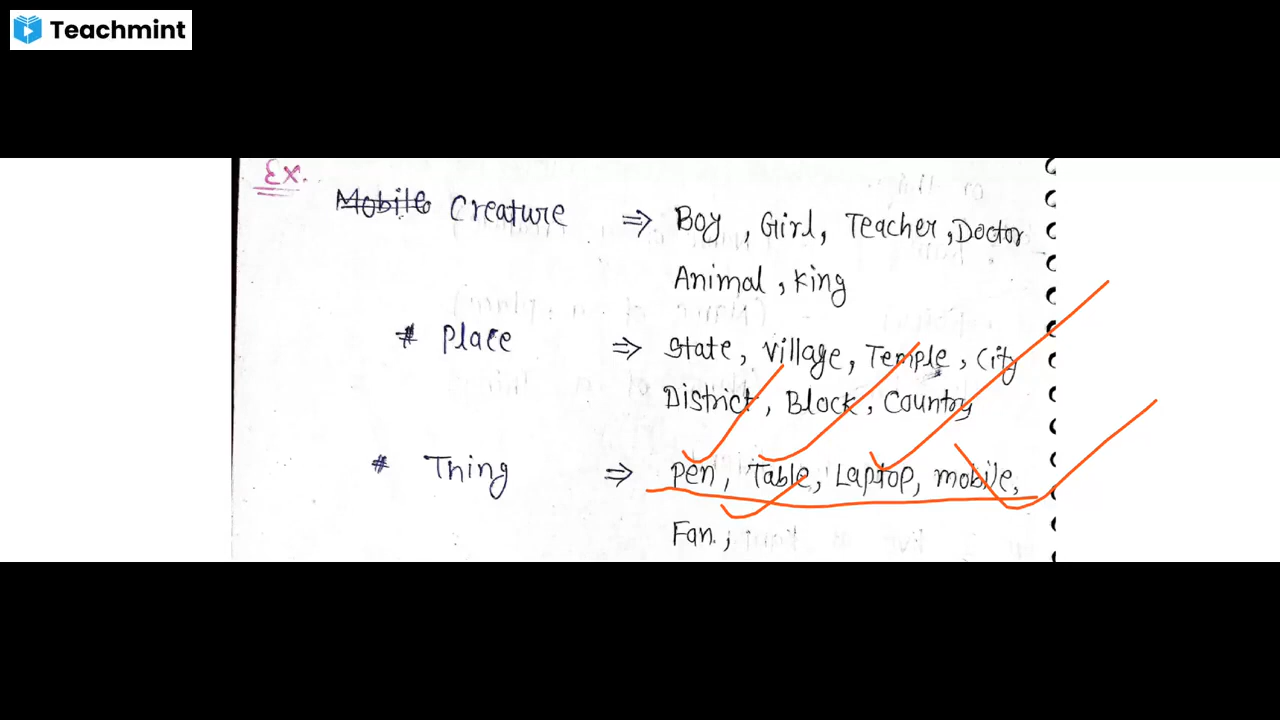 Teachmint
Ex.
Mobile Creature ⇒ Boy, Girl, Teacher, Doctor
Animal, King
# Place ⇒ State, Village, Temple, City
District, Block, Country
# Thing ⇒ Pen, Table, Laptop, mobile,
Fan,